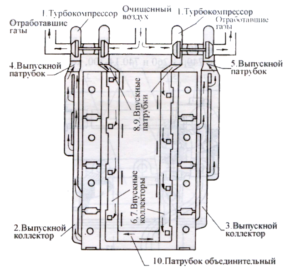 1 Турбокомпрессор
Очищенный
воздух
1.Турбокомпрессор
Отработавшие
газы
Отработавшие
газы
4.Выпускной
патрубок
5.Выпускной
патрубок
8,9.Впускные
патрубки
6,7.Впускные
коллекторы
2.Выпускной
коллектор
3.Выпускной
коллектор
10.Патрубок объединительный